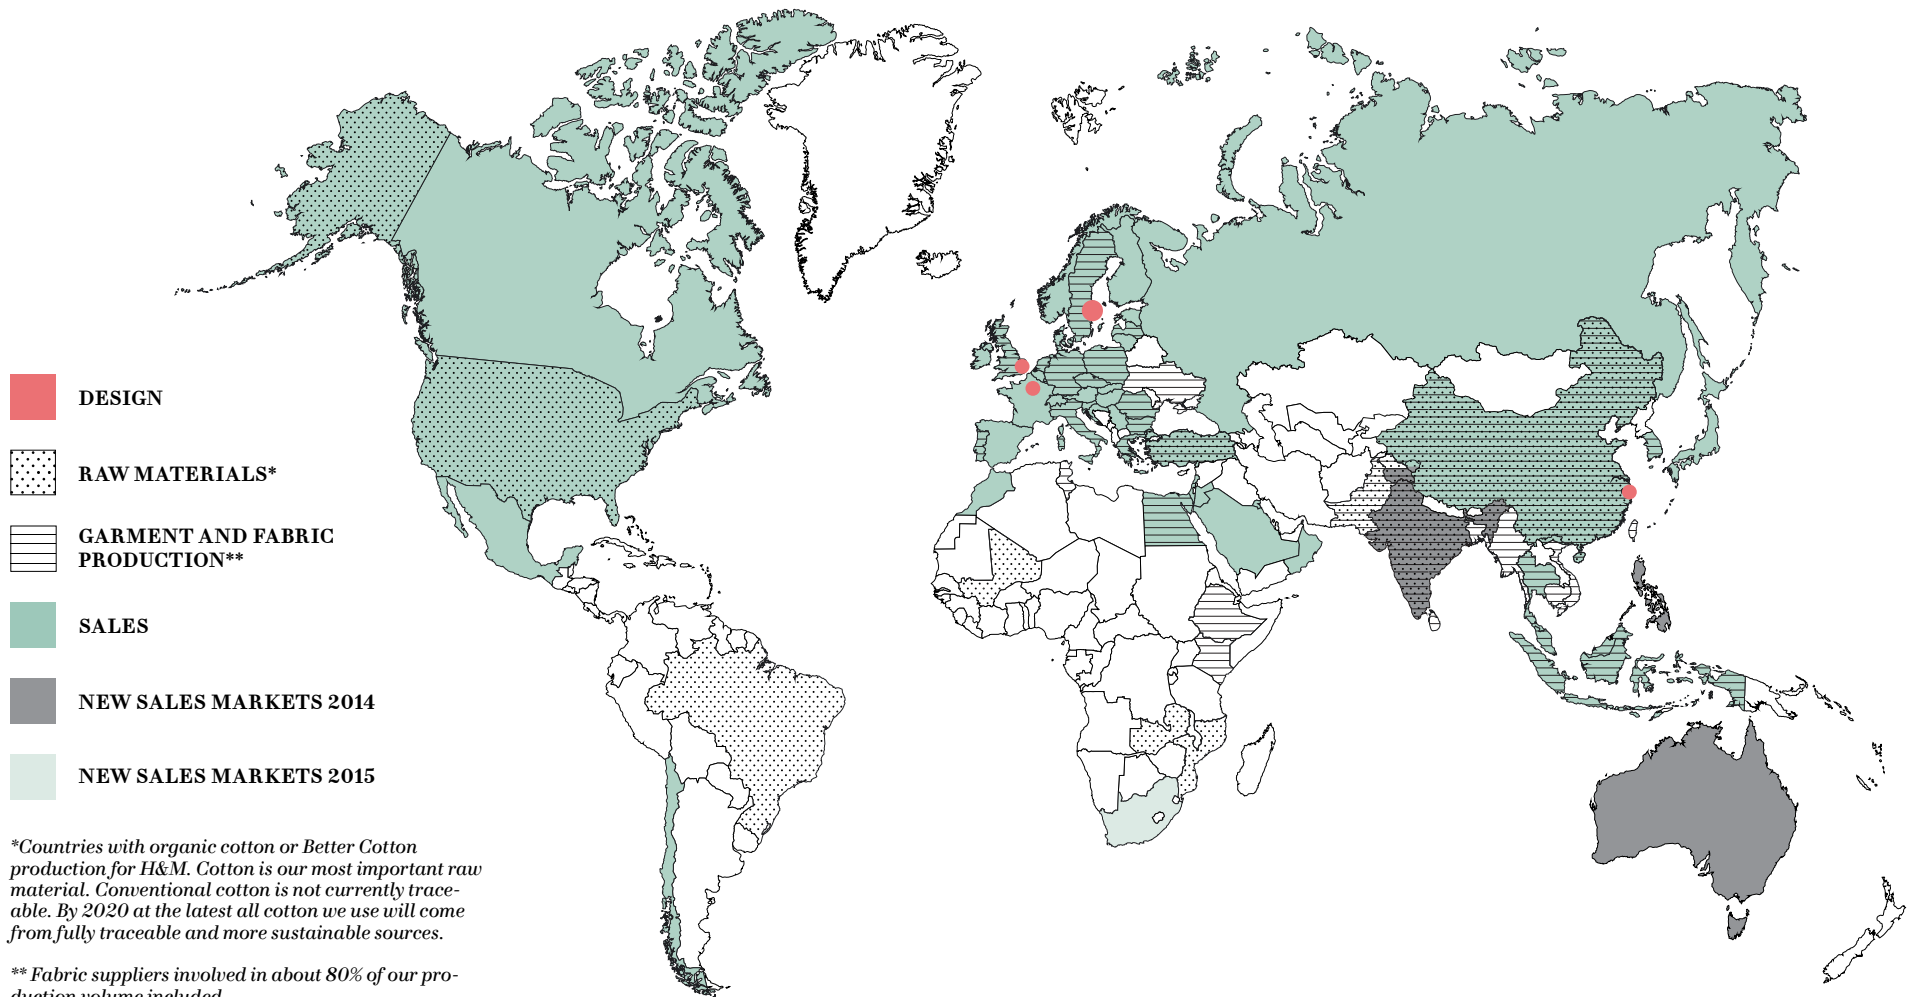 DESIGN
RAW MATERIALS*
GARMENT AND FABRIC
PRODUCTION**
SALES
NEW SALES MARKETS 2014
NEW SALES MARKETS 2015
*Countries with organic cotton or Better Cotton
production for H&M. Cotton is our most important raw
material. Conventional cotton is not currently trace-
able. By 2020 at the latest all cotton we use will come
from fully traceable and more sustainable sources.
** Fabric suppliers involved in about 80% of our pro-
duction volume included